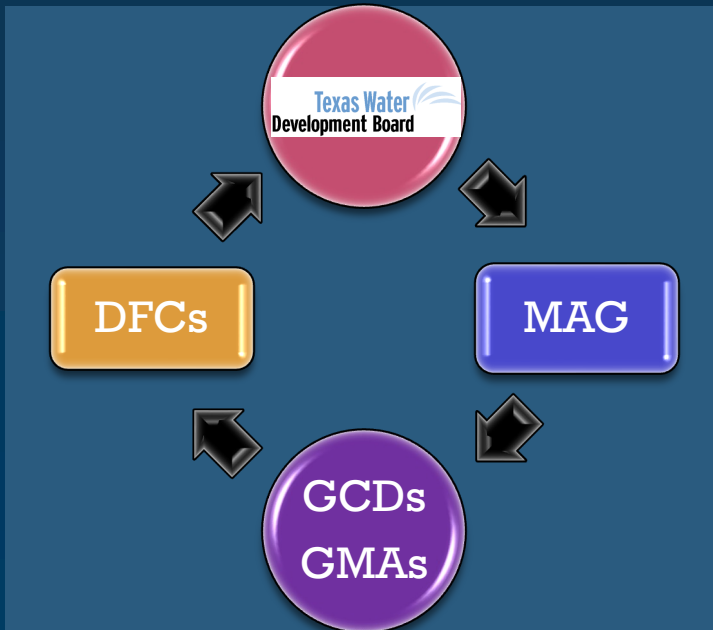 Texas Water
Development Board
DFCs
MAG
GCDs
GMAs